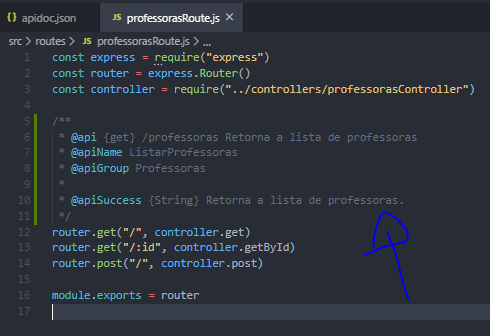 apidoc.json
JS professorasRoute.js ×
src > routes > JS professorasRoute.js > ...
1 const express = require("express")
2 const router = express.Router()
3 const controller = require("../controllers/professorasController")
4
5 /**
6 * @api {get} /professoras Retorna a lista de professoras
7 * @apiName ListarProfessoras
8 * @apiGroup Professoras
9 *
10 * @apiSuccess {String} Retorna a lista de professoras.
11 */
12 router.get("/", controller.get)
13 router.get("/:id", controller.getById)
14 router.post("/", controller.post)
15
16 module.exports = router
17